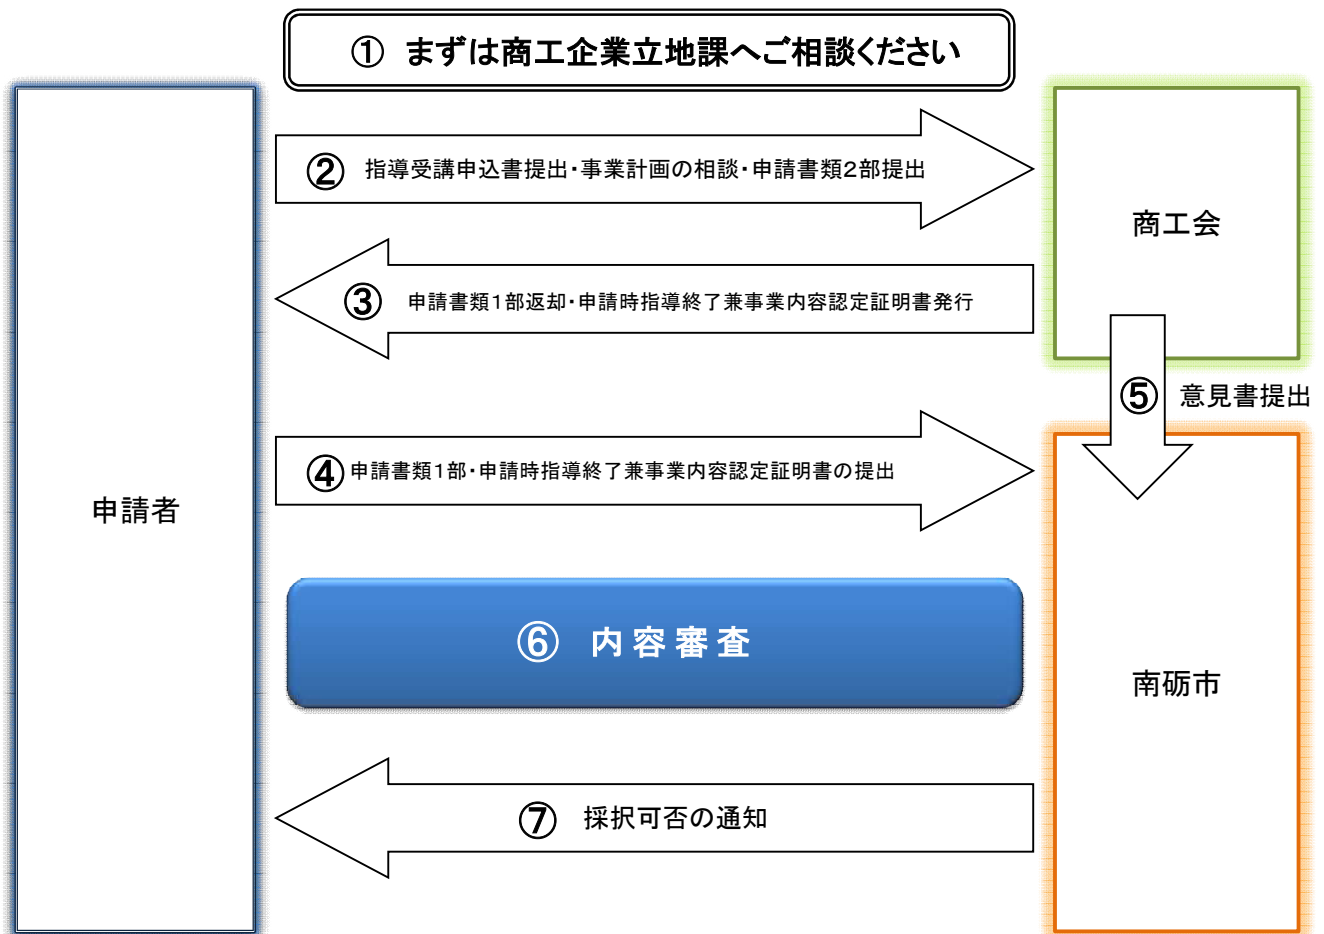 ① まずは商工企業立地課へご相談ください
② 指導受講申込書提出・事業計画の相談・申請書類2部提出
商工会
③ 申請書類1部返却・申請時指導終了兼事業内容認定証明書発行
⑤ 意見書提出
④ 申請書類1部・申請時指導終了兼事業内容認定証明書の提出
申請者
⑥ 内容審査
南砺市
⑦ 採択可否の通知